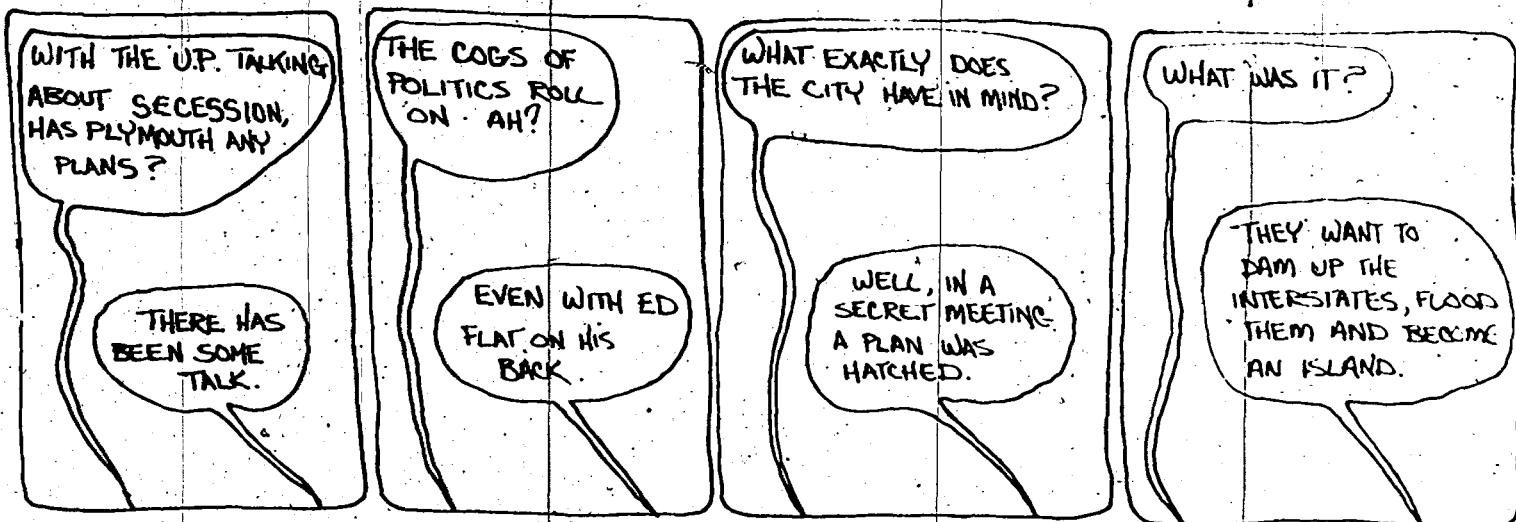 WITH THE U.P. TALKING
ABOUT SECESSION,
HAS PLYMOUTH ANY
PLANS?
THERE HAS
BEEN SOME
TALK.
THE COGS OF
POLITICS ROLL
ON. AH?
EVEN WITH ED
FLAT ON HIS
BACK.
WHAT EXACTLY DOES
THE CITY HAVE IN MIND?
WELL, IN A
SECRET MEETING
A PLAN WAS
HATCHED.
WHAT WAS IT?
THEY WANT TO
DAM UP THE
INTERSTATES, FLOOD
THEM AND BECOME
AN ISLAND.